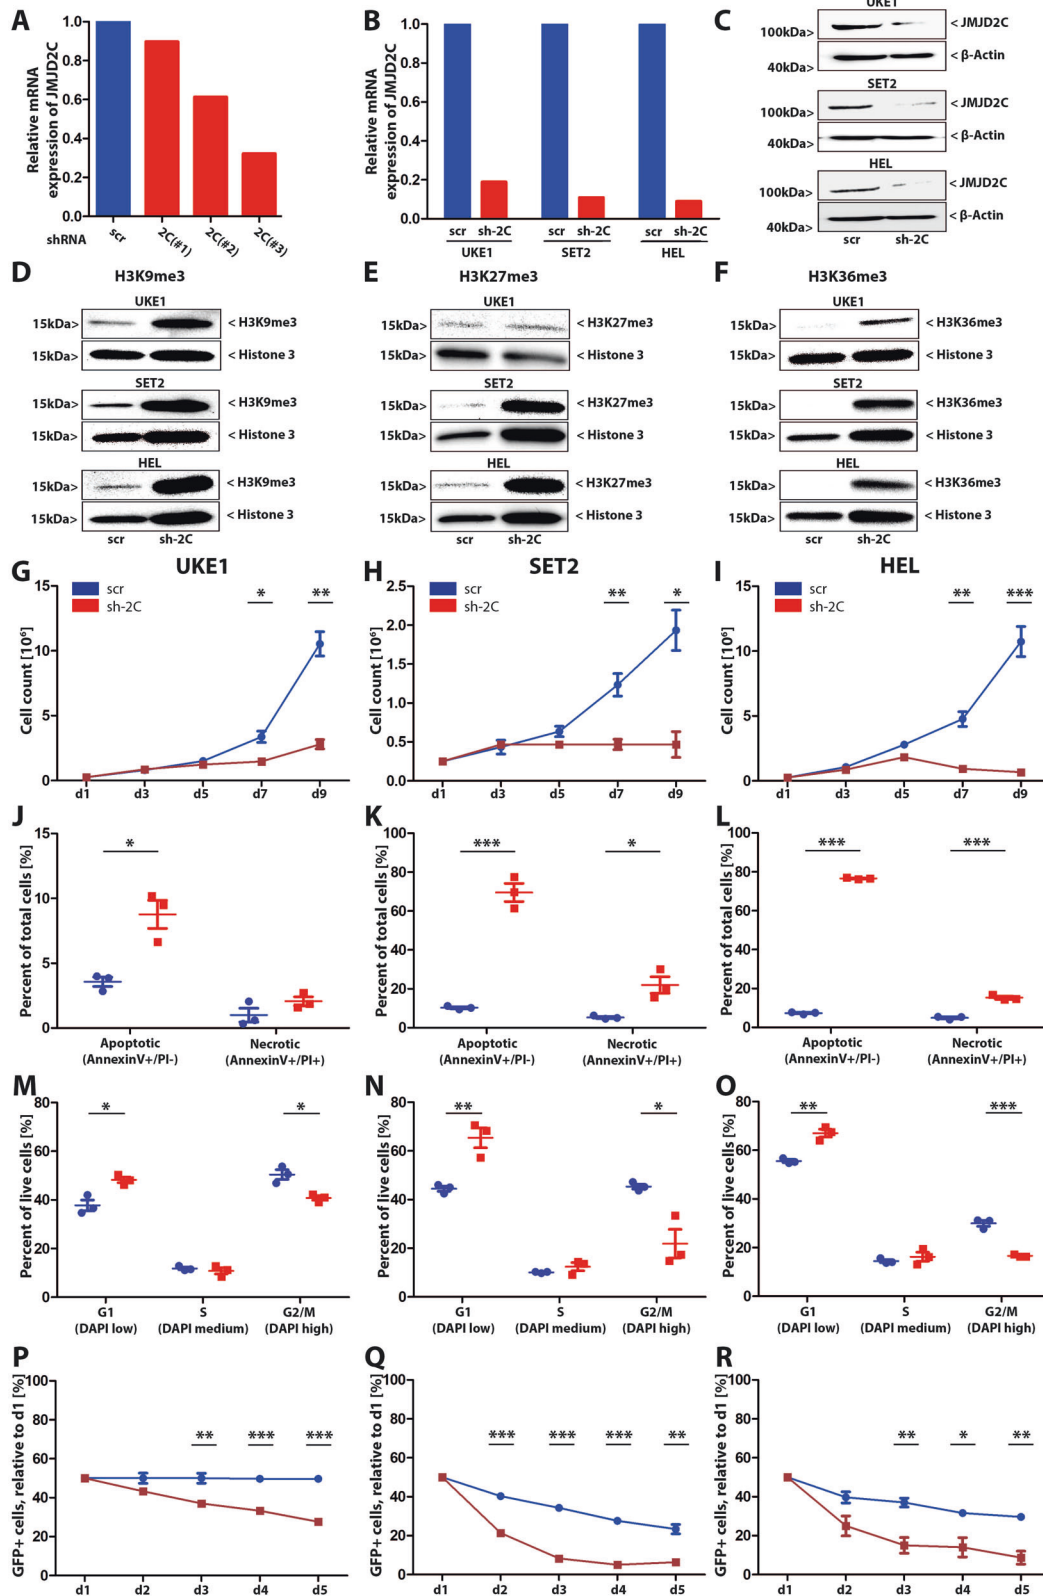 A
Relative mRNA
expression of JMJD2C
1.0
0.8
0.6
0.4
0.2
0.0
shRNA
scr
2C(#1)
2C(#2)
2C(#3)
B
Relative mRNA
expression of JMJD2C
1.0
0.8
0.6
0.4
0.2
0.0
scr sh-2C scr sh-2C scr sh-2C
UKE1 SET2 HEL
C
UKE1
100kDa> < JMJD2C
40kDa> < β-Actin
SET2
100kDa> < JMJD2C
40kDa> < β-Actin
HEL
100kDa> < JMJD2C
40kDa> < β-Actin
scr sh-2C
D H3K9me3
UKE1
15kDa> < H3K9me3
15kDa> < Histone 3
SET2
15kDa> < H3K9me3
15kDa> < Histone 3
HEL
15kDa> < H3K9me3
15kDa> < Histone 3
scr sh-2C
E H3K27me3
UKE1
15kDa> < H3K27me3
15kDa> < Histone 3
SET2
15kDa> < H3K27me3
15kDa> < Histone 3
HEL
15kDa> < H3K27me3
15kDa> < Histone 3
scr sh-2C
F H3K36me3
UKE1
15kDa> < H3K36me3
15kDa> < Histone 3
SET2
15kDa> < H3K36me3
15kDa> < Histone 3
HEL
15kDa> < H3K36me3
15kDa> < Histone 3
scr sh-2C
G UKE1
Cell count [10⁶]
15
10
5
0
scr
sh-2C
* **
d1 d3 d5 d7 d9
H SET2
Cell count [10⁶]
2.5
2.0
1.5
1.0
0.5
0.0
scr
sh-2C
** *
d1 d3 d5 d7 d9
I HEL
Cell count [10⁶]
15
10
5
0
scr
sh-2C
** ***
d1 d3 d5 d7 d9
J
Percent of total cells [%]
15
10
5
0
*
Apoptotic Necrotic
(AnnexinV+/PI-) (AnnexinV+/PI+)
K
Percent of total cells [%]
100
80
60
40
20
0
*** *
Apoptotic Necrotic
(AnnexinV+/PI-) (AnnexinV+/PI+)
L
Percent of total cells [%]
100
80
60
40
20
0
*** ***
Apoptotic Necrotic
(AnnexinV+/PI-) (AnnexinV+/PI+)
M
Percent of live cells [%]
80
60
40
20
0
* *
G1 S G2/M
(DAPI low) (DAPI medium) (DAPI high)
N
Percent of live cells [%]
80
60
40
20
0
** *
G1 S G2/M
(DAPI low) (DAPI medium) (DAPI high)
O
Percent of live cells [%]
80
60
40
20
0
** ***
G1 S G2/M
(DAPI low) (DAPI medium) (DAPI high)
P
GFP+ cells, relative to d1 [%]
100
80
60
40
20
0
** *** ***
d1 d2 d3 d4 d5
Q
GFP+ cells, relative to d1 [%]
100
80
60
40
20
0
*** *** *** **
d1 d2 d3 d4 d5
R
GFP+ cells, relative to d1 [%]
100
80
60
40
20
0
** * **
d1 d2 d3 d4 d5